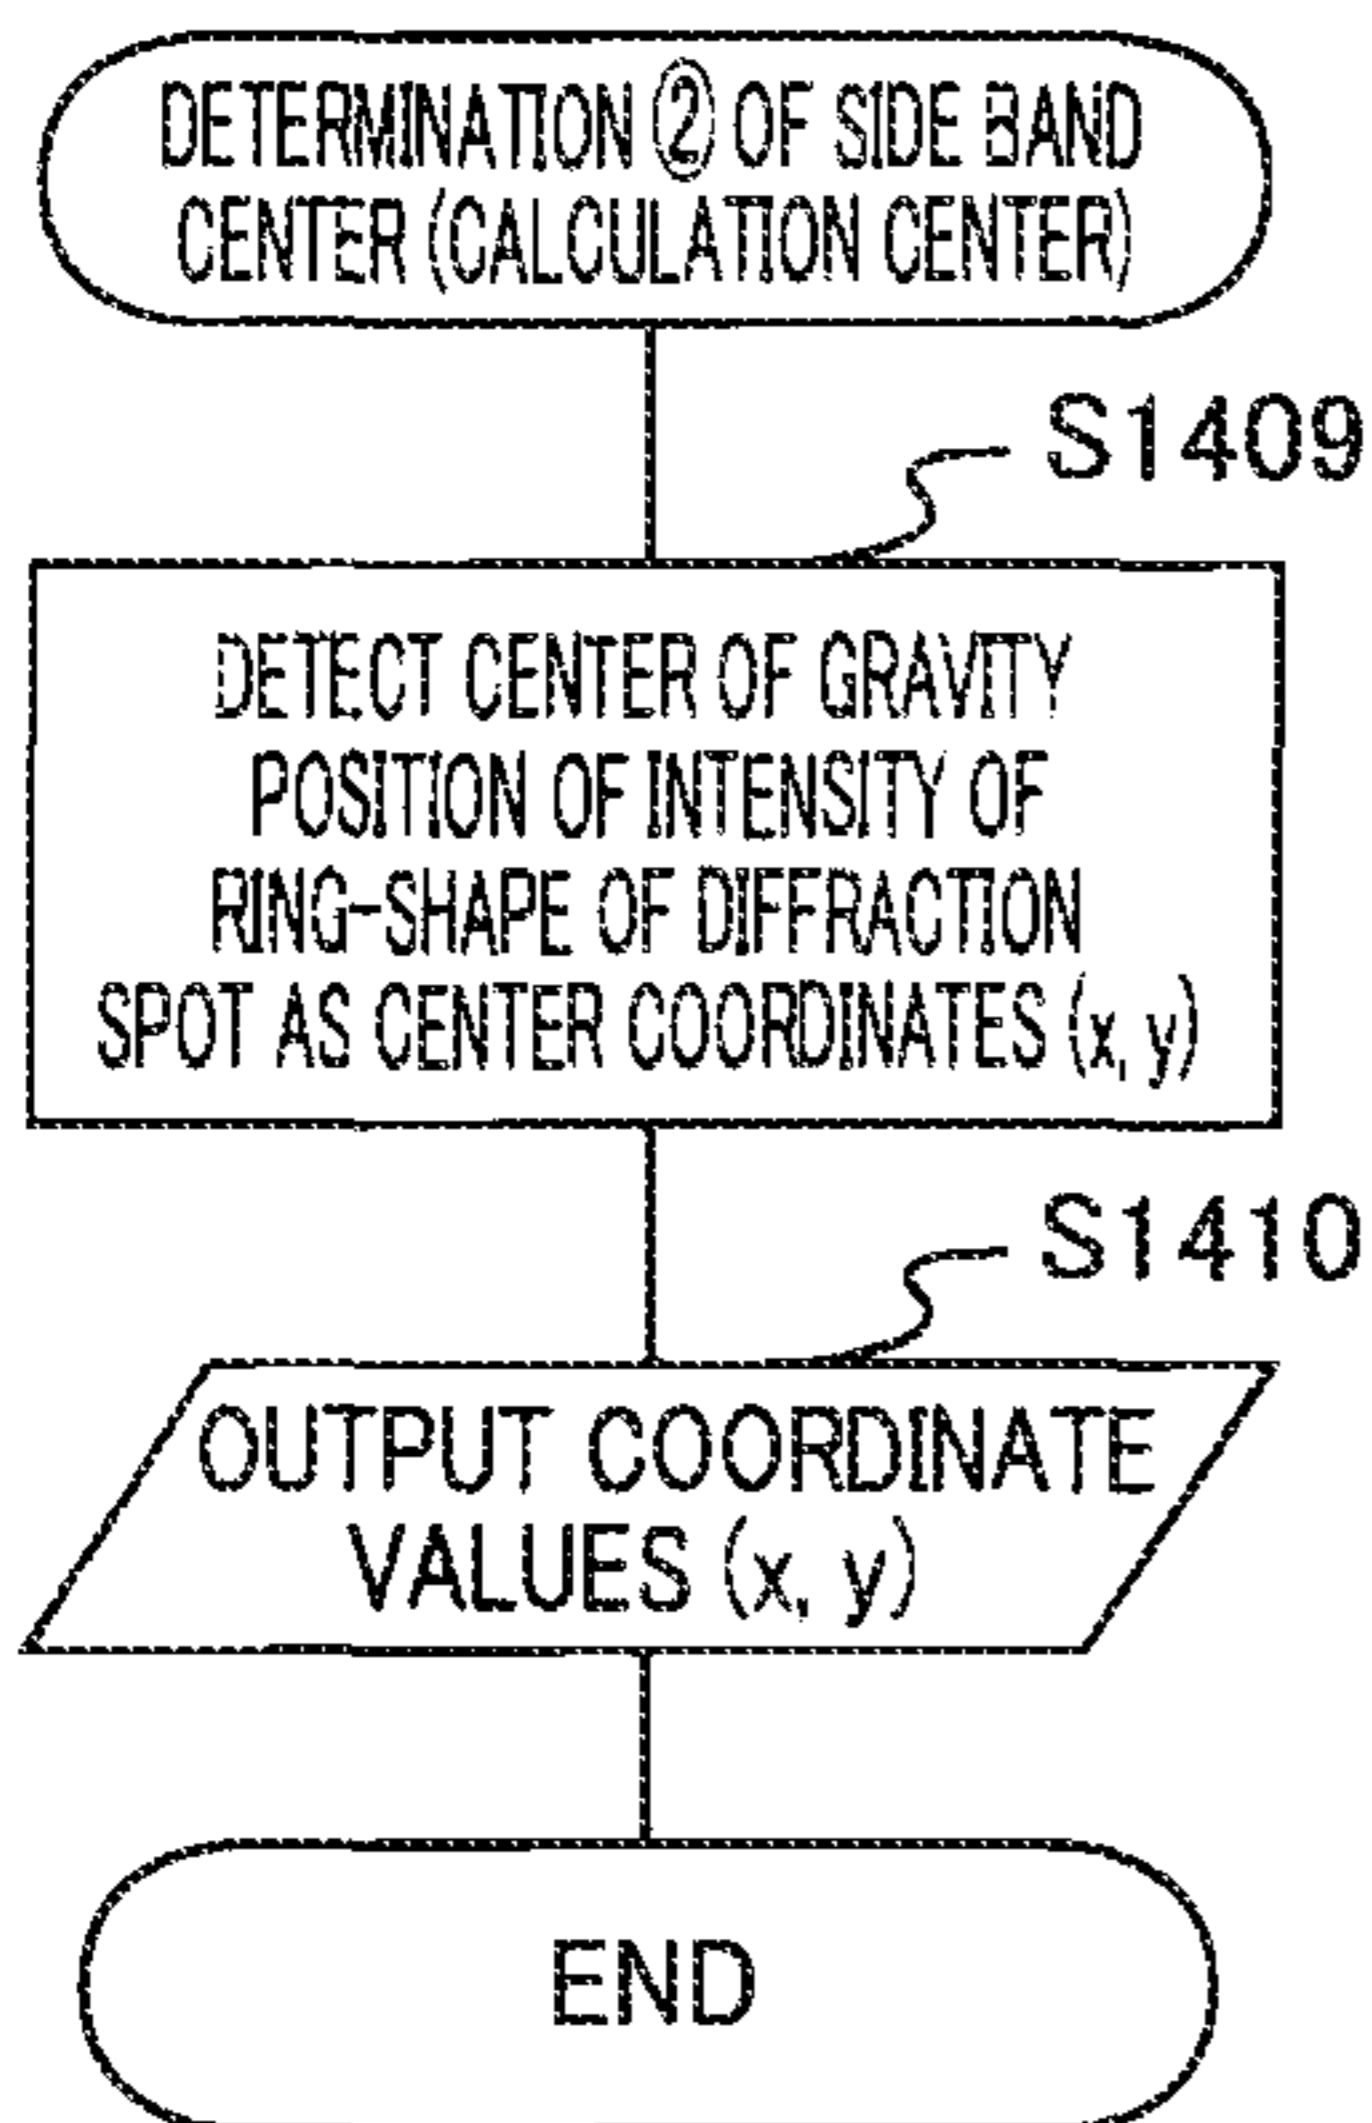 DETERMINATION ② OF SIDE BAND
CENTER (CALCULATION CENTER)
S1409
DETECT CENTER OF GRAVITY
POSITION OF INTENSITY OF
RING-SHAPE OF DIFFRACTION
SPOT AS CENTER COORDINATES (x, y)
S1410
OUTPUT COORDINATE
VALUES (x, y)
END